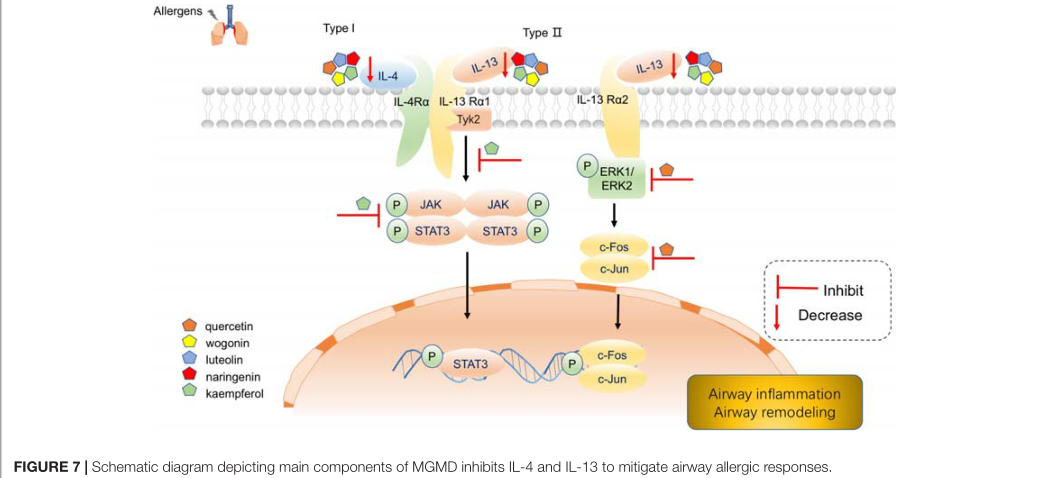 Allergens
Type I
Type II
IL-4
IL-13
IL-13
IL-4Rα
IL-13 Rα1
IL-13 Rα2
Tyk2
P
ERK1/
ERK2
P
JAK
JAK
P
P
STAT3
STAT3
P
c-Fos
c-Jun
Inhibit
Decrease
quercetin
wogonin
luteolin
naringenin
kaempferol
P
STAT3
P
c-Fos
c-Jun
Airway inflammation
Airway remodeling
FIGURE 7 | Schematic diagram depicting main components of MGMD inhibits IL-4 and IL-13 to mitigate airway allergic responses.